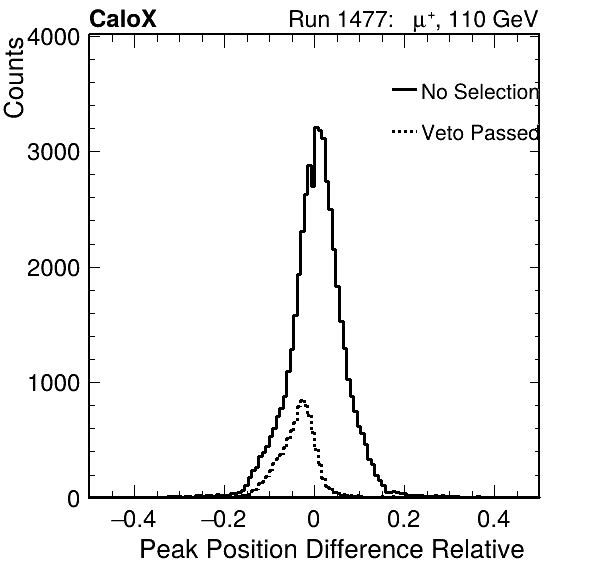 CaloX Run 1477: μ⁺, 110 GeV
Counts
4000
3000
2000
1000
0
No Selection
Veto Passed
−0.4 −0.2 0 0.2 0.4
Peak Position Difference Relative